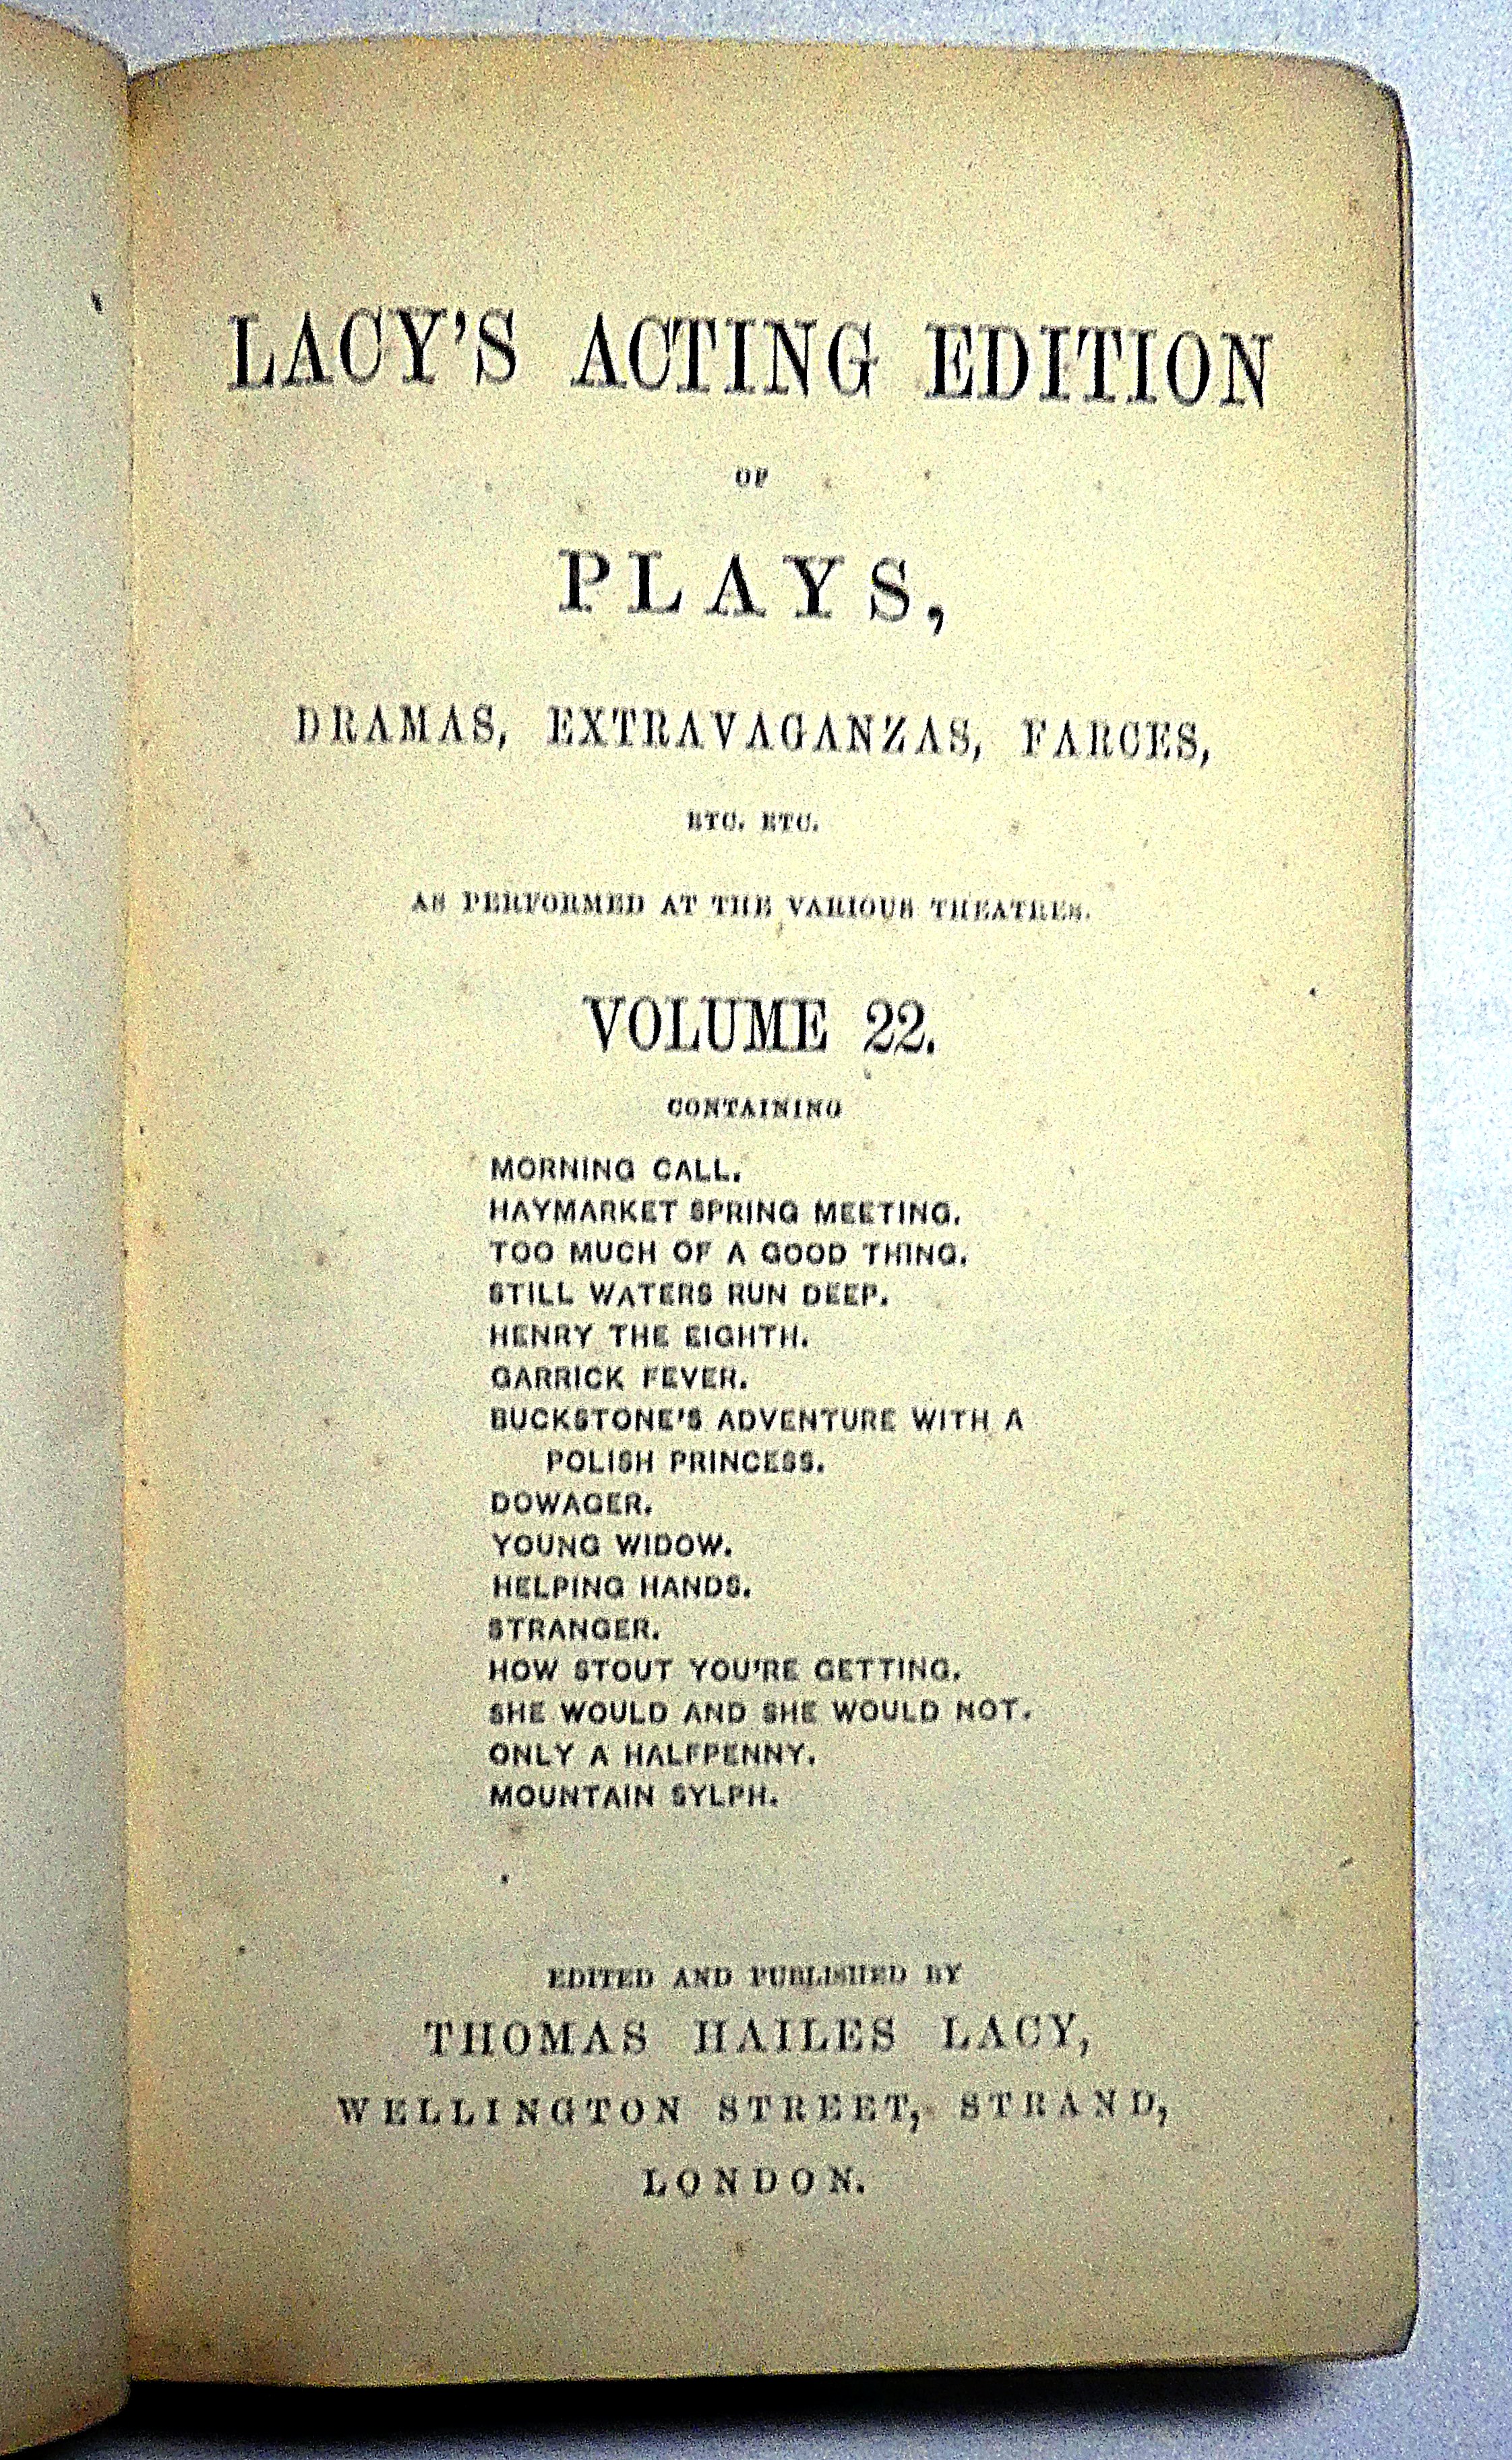 LACY'S ACTING EDITION
OF
PLAYS,
DRAMAS, EXTRAVAGANZAS, FARCES,
ETC. ETC.
AS PERFORMED AT THE VARIOUS THEATRES.
VOLUME 22.
CONTAINING
MORNING CALL.
HAYMARKET SPRING MEETING.
TOO MUCH OF A GOOD THING.
STILL WATERS RUN DEEP.
HENRY THE EIGHTH.
GARRICK FEVER.
BUCKSTONE'S ADVENTURE WITH A
POLISH PRINCESS.
DOWAGER.
YOUNG WIDOW.
HELPING HANDS.
STRANGER.
HOW STOUT YOU'RE GETTING.
SHE WOULD AND SHE WOULD NOT.
ONLY A HALFPENNY.
MOUNTAIN SYLPH.
EDITED AND PUBLISHED BY
THOMAS HAILES LACY,
WELLINGTON STREET, STRAND,
LONDON.